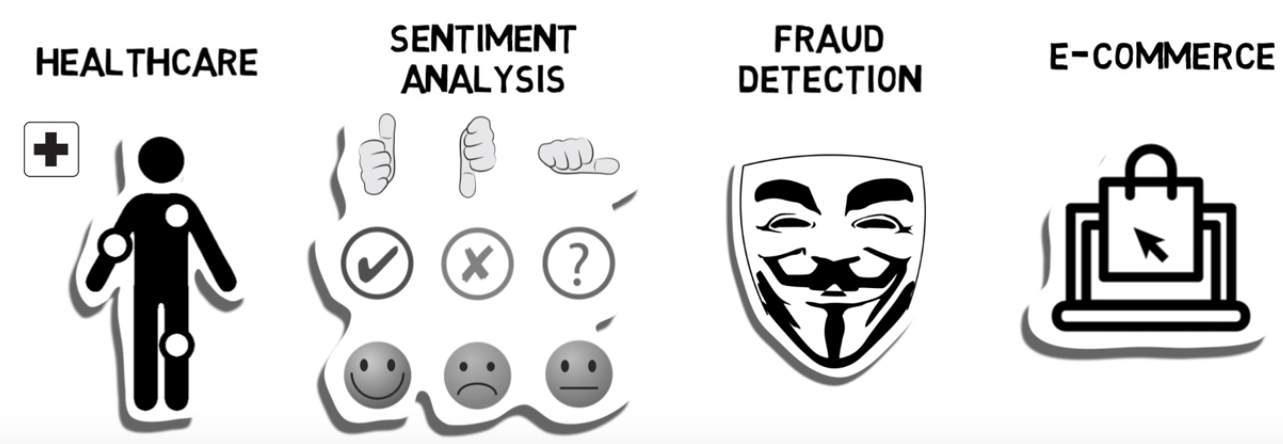 HEALTHCARE
SENTIMENT
ANALYSIS
FRAUD
DETECTION
E-COMMERCE
?